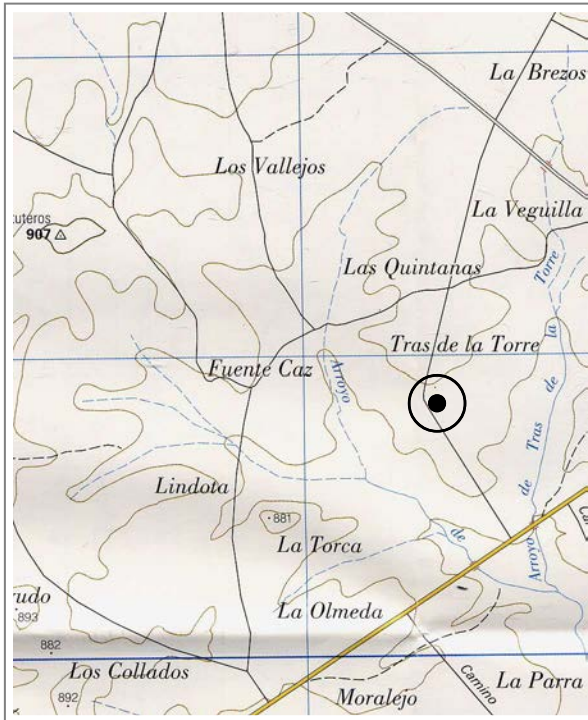 La Brezos
Los Vallejos
La Veguilla
uteros
907
Las Quintanas
Torre
la
de
Tras
de
Arroyo
Tras de la Torre
Fuente Caz
Arroyo
de
Lindota
881
La Torca
La Olmeda
rudo
893
882
Los Collados
892
Moralejo
Camino
La Parra